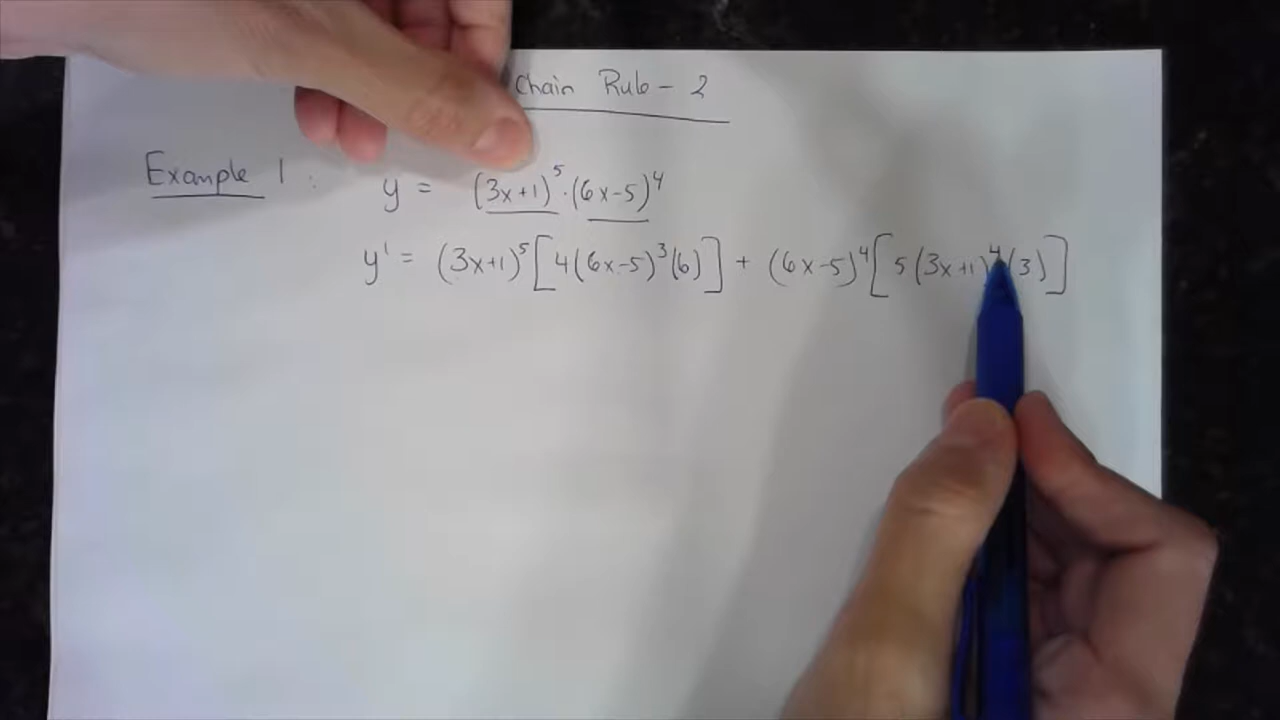 Chain Rule - 2
Example 1 : y = (3x+1)⁵·(6x-5)⁴
y' = (3x+1)⁵[4(6x-5)³(6)] + (6x-5)⁴[5(3x+1)⁴(3)]